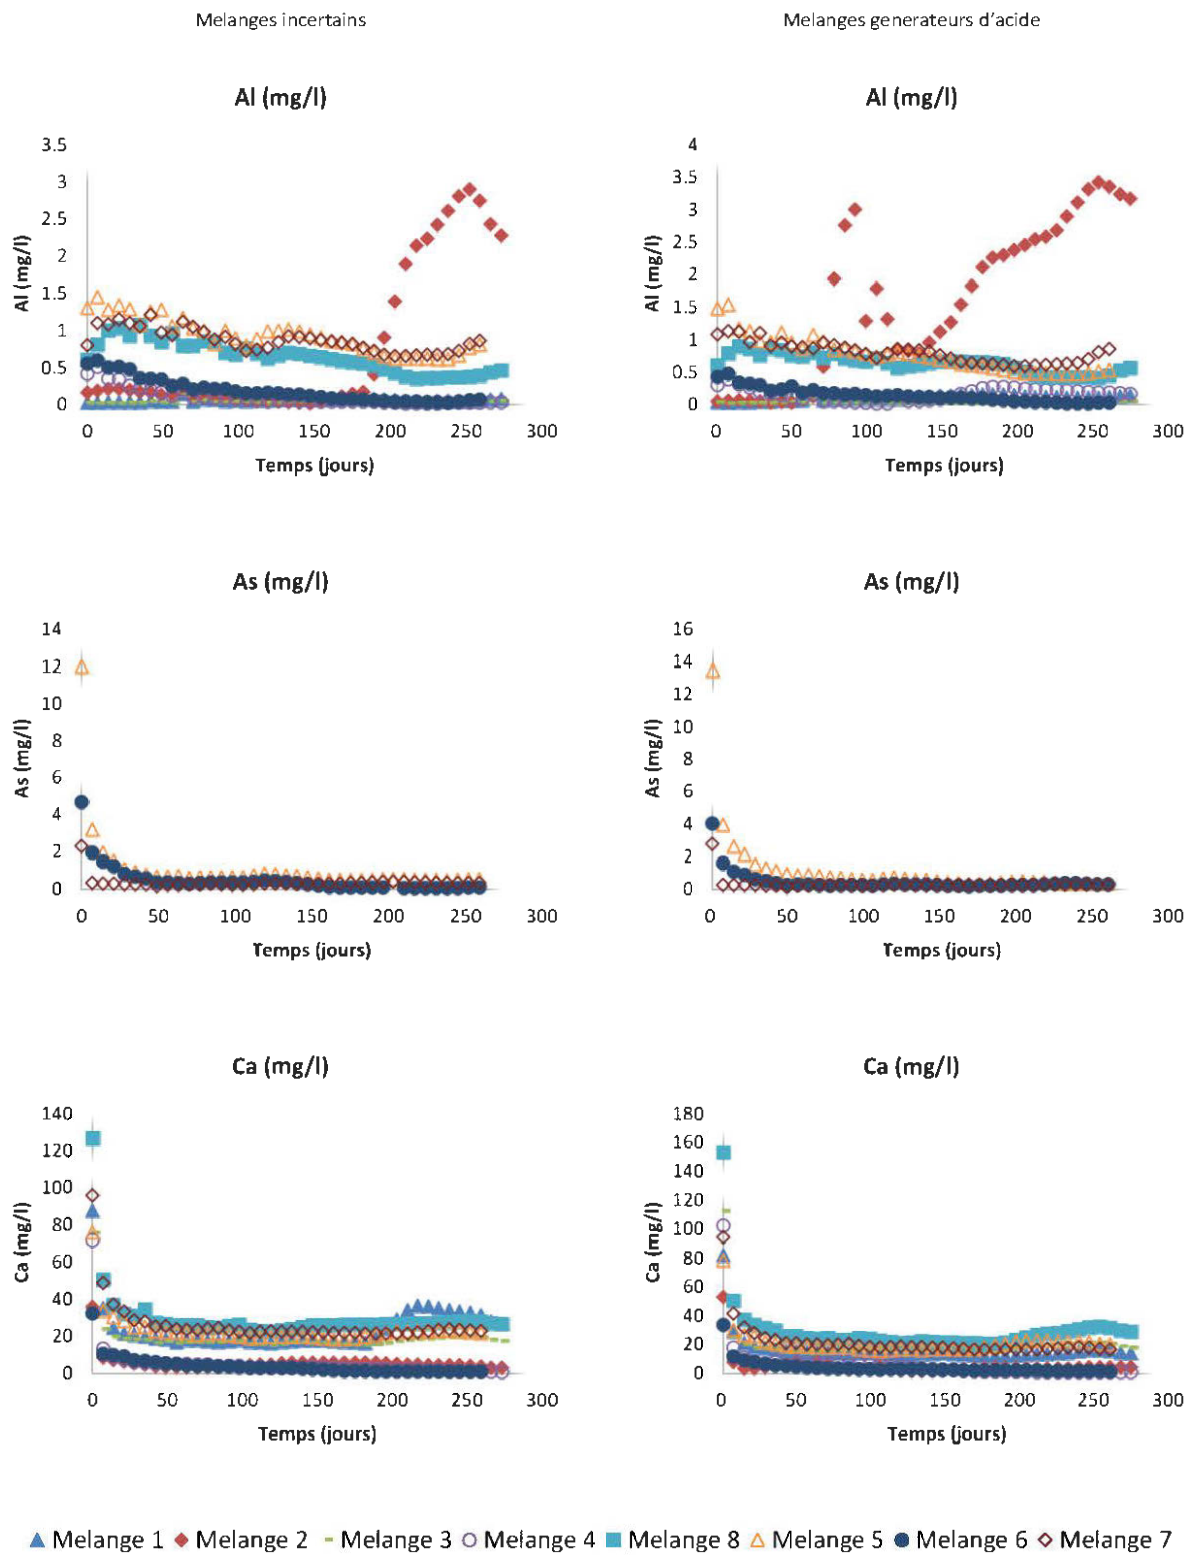 Melanges incertains
Melanges generateurs d'acide
Al (mg/l)
3.5
3
2.5
2
1.5
1
0.5
0
Al (mg/l)
0 50 100 150 200 250 300
Temps (jours)
Al (mg/l)
4
3.5
3
2.5
2
1.5
1
0.5
0
Al (mg/l)
0 50 100 150 200 250 300
Temps (jours)
As (mg/l)
14
12
10
8
6
4
2
0
As (mg/l)
0 50 100 150 200 250 300
Temps (jours)
As (mg/l)
16
14
12
10
8
6
4
2
0
As (mg/l)
0 50 100 150 200 250 300
Temps (jours)
Ca (mg/l)
140
120
100
80
60
40
20
0
Ca (mg/l)
0 50 100 150 200 250 300
Temps (jours)
Ca (mg/l)
180
160
140
120
100
80
60
40
20
0
Ca (mg/l)
0 50 100 150 200 250 300
Temps (jours)
Melange 1 Melange 2 Melange 3 Melange 4 Melange 8 Melange 5 Melange 6 Melange 7